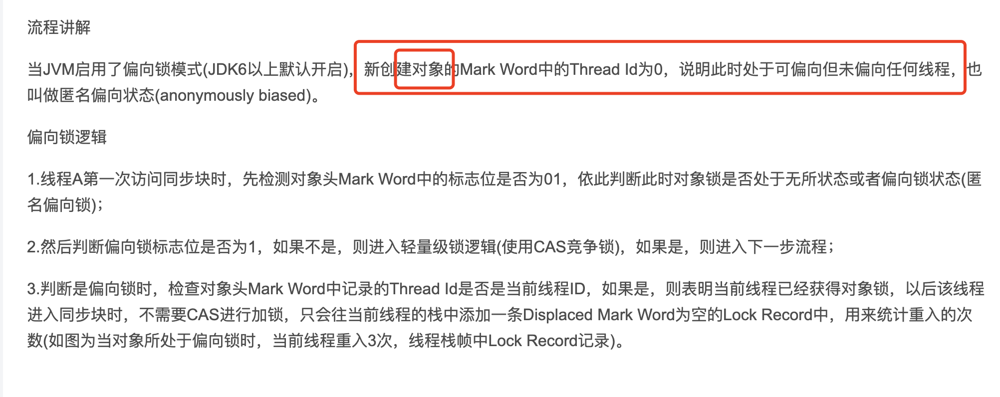 流程讲解
当JVM启用了偏向锁模式(JDK6以上默认开启)，新创建对象的Mark Word中的Thread Id为0，说明此时处于可偏向但未偏向任何线程，也
叫做匿名偏向状态(anonymously biased)。
偏向锁逻辑
1.线程A第一次访问同步块时，先检测对象头Mark Word中的标志位是否为01，依此判断此时对象锁是否处于无所状态或者偏向锁状态(匿
名偏向锁)；
2.然后判断偏向锁标志位是否为1，如果不是，则进入轻量级锁逻辑(使用CAS竞争锁)，如果是，则进入下一步流程；
3.判断是偏向锁时，检查对象头Mark Word中记录的Thread Id是否是当前线程ID，如果是，则表明当前线程已经获得对象锁，以后该线程
进入同步块时，不需要CAS进行加锁，只会往当前线程的栈中添加一条Displaced Mark Word为空的Lock Record中，用来统计重入的次
数(如图为当对象所处于偏向锁时，当前线程重入3次，线程栈帧中Lock Record记录)。